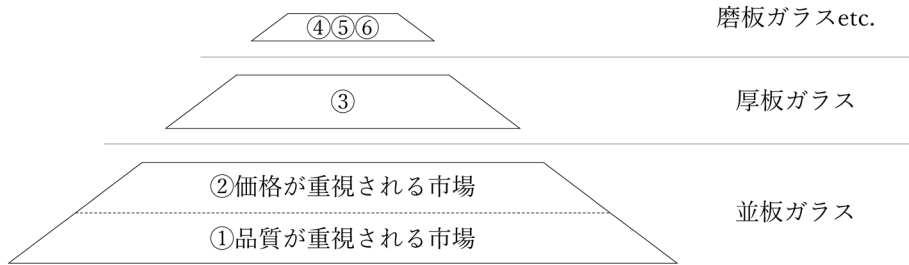 ④⑤⑥ 磨板ガラスetc.
③ 厚板ガラス
②価格が重視される市場
並板ガラス
①品質が重視される市場